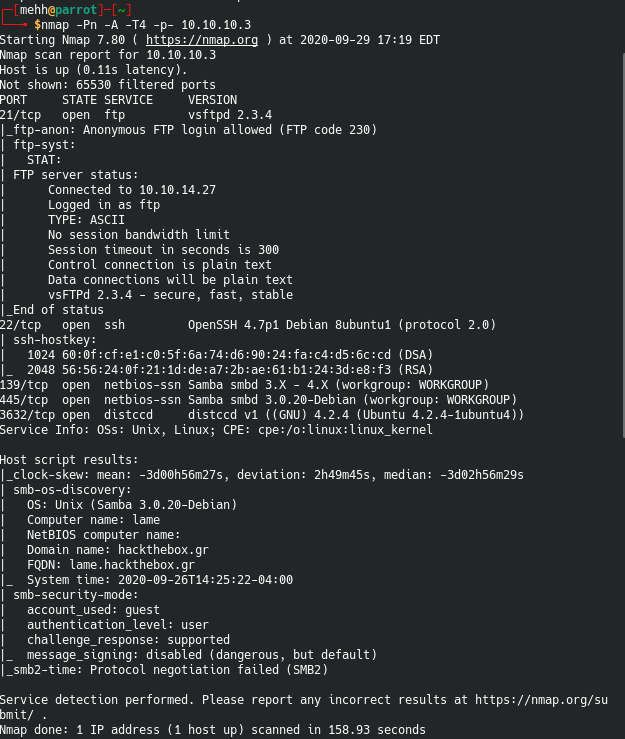 [mehh@parrot]-[~]
$nmap -Pn -A -T4 -p- 10.10.10.3
Starting Nmap 7.80 ( https://nmap.org ) at 2020-09-29 17:19 EDT
Nmap scan report for 10.10.10.3
Host is up (0.11s latency).
Not shown: 65530 filtered ports
PORT     STATE SERVICE     VERSION
21/tcp   open  ftp         vsftpd 2.3.4
|_ftp-anon: Anonymous FTP login allowed (FTP code 230)
| ftp-syst:
|   STAT:
| FTP server status:
|      Connected to 10.10.14.27
|      Logged in as ftp
|      TYPE: ASCII
|      No session bandwidth limit
|      Session timeout in seconds is 300
|      Control connection is plain text
|      Data connections will be plain text
|      vsFTPd 2.3.4 - secure, fast, stable
|_End of status
22/tcp   open  ssh         OpenSSH 4.7p1 Debian 8ubuntu1 (protocol 2.0)
| ssh-hostkey:
|   1024 60:0f:cf:e1:c0:5f:6a:74:d6:90:24:fa:c4:d5:6c:cd (DSA)
|_  2048 56:56:24:0f:21:1d:de:a7:2b:ae:61:b1:24:3d:e8:f3 (RSA)
139/tcp  open  netbios-ssn Samba smbd 3.X - 4.X (workgroup: WORKGROUP)
445/tcp  open  netbios-ssn Samba smbd 3.0.20-Debian (workgroup: WORKGROUP)
3632/tcp open  distccd     distccd v1 ((GNU) 4.2.4 (Ubuntu 4.2.4-1ubuntu4))
Service Info: OSs: Unix, Linux; CPE: cpe:/o:linux:linux_kernel
Host script results:
|_clock-skew: mean: -3d00h56m27s, deviation: 2h49m45s, median: -3d02h56m29s
| smb-os-discovery:
|   OS: Unix (Samba 3.0.20-Debian)
|   Computer name: lame
|   NetBIOS computer name:
|   Domain name: hackthebox.gr
|   FQDN: lame.hackthebox.gr
|_  System time: 2020-09-26T14:25:22-04:00
| smb-security-mode:
|   account_used: guest
|   authentication_level: user
|   challenge_response: supported
|_  message_signing: disabled (dangerous, but default)
|_smb2-time: Protocol negotiation failed (SMB2)
Service detection performed. Please report any incorrect results at https://nmap.org/su
bmit/ .
Nmap done: 1 IP address (1 host up) scanned in 158.93 seconds